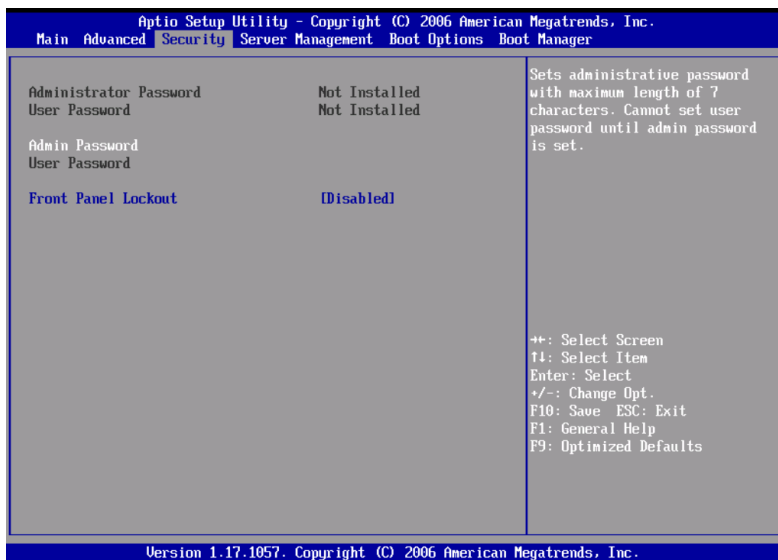 Aptio Setup Utility - Copyright (C) 2006 American Megatrends, Inc.
Main Advanced Security Server Management Boot Options Boot Manager
Administrator Password Not Installed
User Password Not Installed
Admin Password
User Password
Front Panel Lockout [Disabled]
Sets administrative password
with maximum length of 7
characters. Cannot set user
password until admin password
is set.
→←: Select Screen
↑↓: Select Item
Enter: Select
+/-: Change Opt.
F10: Save ESC: Exit
F1: General Help
F9: Optimized Defaults
Version 1.17.1057. Copyright (C) 2006 American Megatrends, Inc.